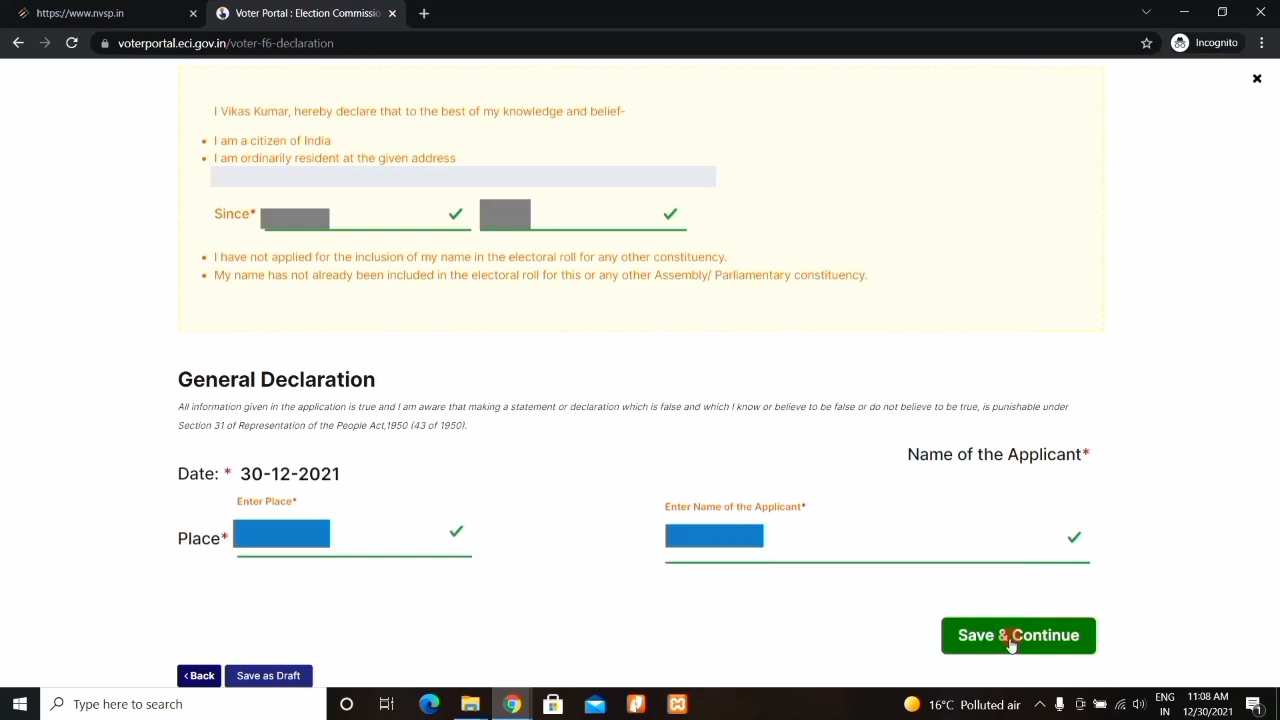 https://www.nvsp.in
Voter Portal : Election Commissio
voterportal.eci.gov.in/voter-f6-declaration
Incognito
I Vikas Kumar, hereby declare that to the best of my knowledge and belief-
I am a citizen of India
I am ordinarily resident at the given address
Since*
I have not applied for the inclusion of my name in the electoral roll for any other constituency.
My name has not already been included in the electoral roll for this or any other Assembly/ Parliamentary constituency.
General Declaration
All information given in the application is true and I am aware that making a statement or declaration which is false and which I know or believe to be false or do not believe to be true, is punishable under
Section 31 of Representation of the People Act,1950 (43 of 1950).
Name of the Applicant*
Date: * 30-12-2021
Enter Place*
Enter Name of the Applicant*
Place*
Save & Continue
Back
Save as Draft
Type here to search
16°C Polluted air
ENG
IN
11:08 AM
12/30/2021
1